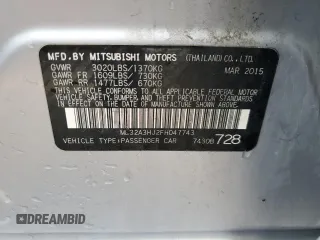 MFD.BY MITSUBISHI MOTORS (THAILAND)CO.,LTD.
GVWR 3020LBS/1370KG MAR 2015
GAWR FR 1609LBS/ 730KG
GAWR RR 1477LBS/ 670KG
THIS VEHICLE CONFORMS TO ALL APPLICABLE
FEDERAL MOTOR VEHICLE SAFETY, BUMPER
AND THEFT PREVENTION STANDARDS IN EFFECT
ON THE DATE OF MANUFACTURE SHOWN ABOVE.
ML32A3HJ2FH047743
VEHICLE TYPE:PASSENGER CAR 7430B 728
©DREAMBID